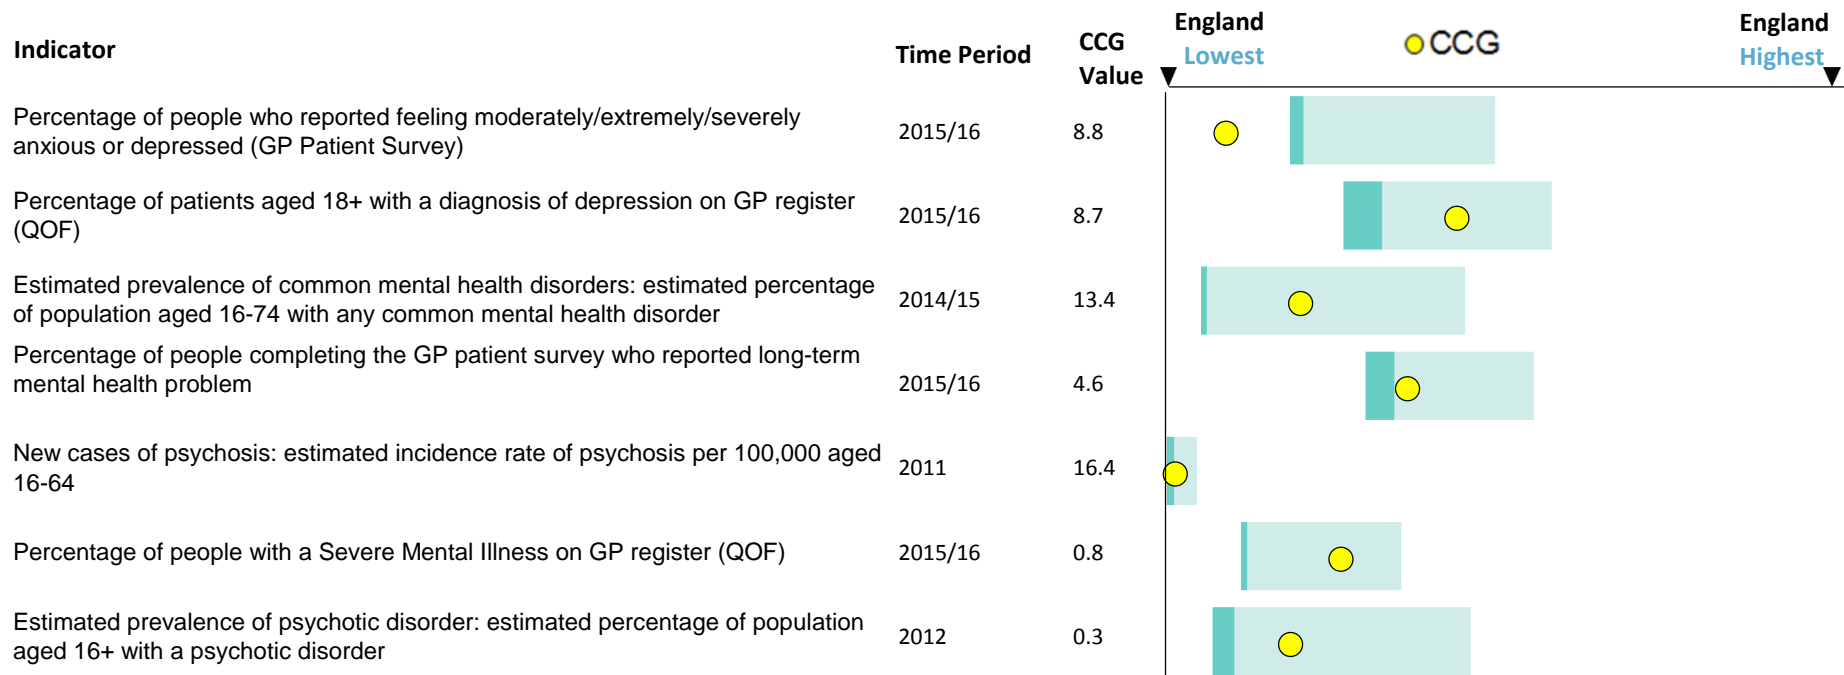 Indicator
Time Period
CCG
Value
England
Lowest
CCG
England
Highest
Percentage of people who reported feeling moderately/extremely/severely
anxious or depressed (GP Patient Survey)
2015/16
8.8
Percentage of patients aged 18+ with a diagnosis of depression on GP register
(QOF)
2015/16
8.7
Estimated prevalence of common mental health disorders: estimated percentage
of population aged 16-74 with any common mental health disorder
2014/15
13.4
Percentage of people completing the GP patient survey who reported long-term
mental health problem
2015/16
4.6
New cases of psychosis: estimated incidence rate of psychosis per 100,000 aged
16-64
2011
16.4
Percentage of people with a Severe Mental Illness on GP register (QOF)
2015/16
0.8
Estimated prevalence of psychotic disorder: estimated percentage of population
aged 16+ with a psychotic disorder
2012
0.3